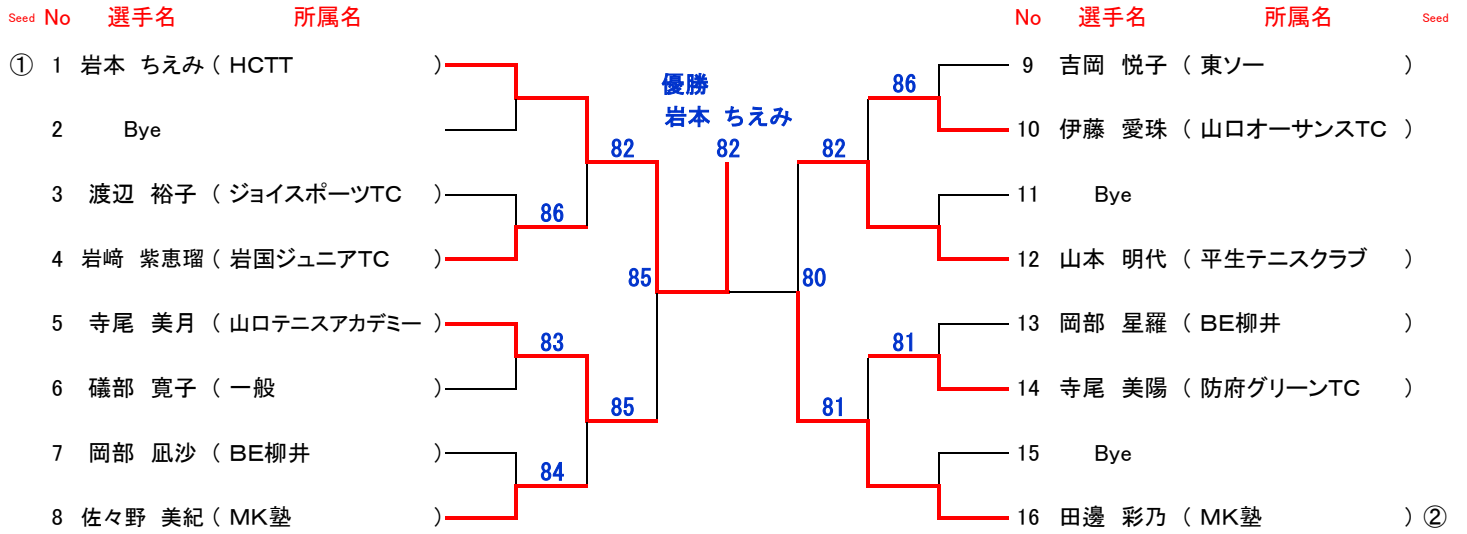 Seed No 選手名 所属名 No 選手名 所属名 Seed
① 1 岩本 ちえみ ( HCTT ) 9 吉岡 悦子 ( 東ソー )
優勝 86
岩本 ちえみ
2 Bye 10 伊藤 愛珠 ( 山口オーサンスTC )
82 82 82
3 渡辺 裕子 ( ジョイスポーツTC ) 11 Bye
86
4 岩﨑 紫恵瑠 ( 岩国ジュニアTC ) 12 山本 明代 ( 平生テニスクラブ )
85 80
5 寺尾 美月 ( 山口テニスアカデミー ) 13 岡部 星羅 ( BE柳井 )
83 81
6 礒部 寛子 ( 一般 ) 14 寺尾 美陽 ( 防府グリーンTC )
85 81
7 岡部 凪沙 ( BE柳井 ) 15 Bye
84
8 佐々野 美紀 ( MK塾 ) 16 田邊 彩乃 ( MK塾 ) ②